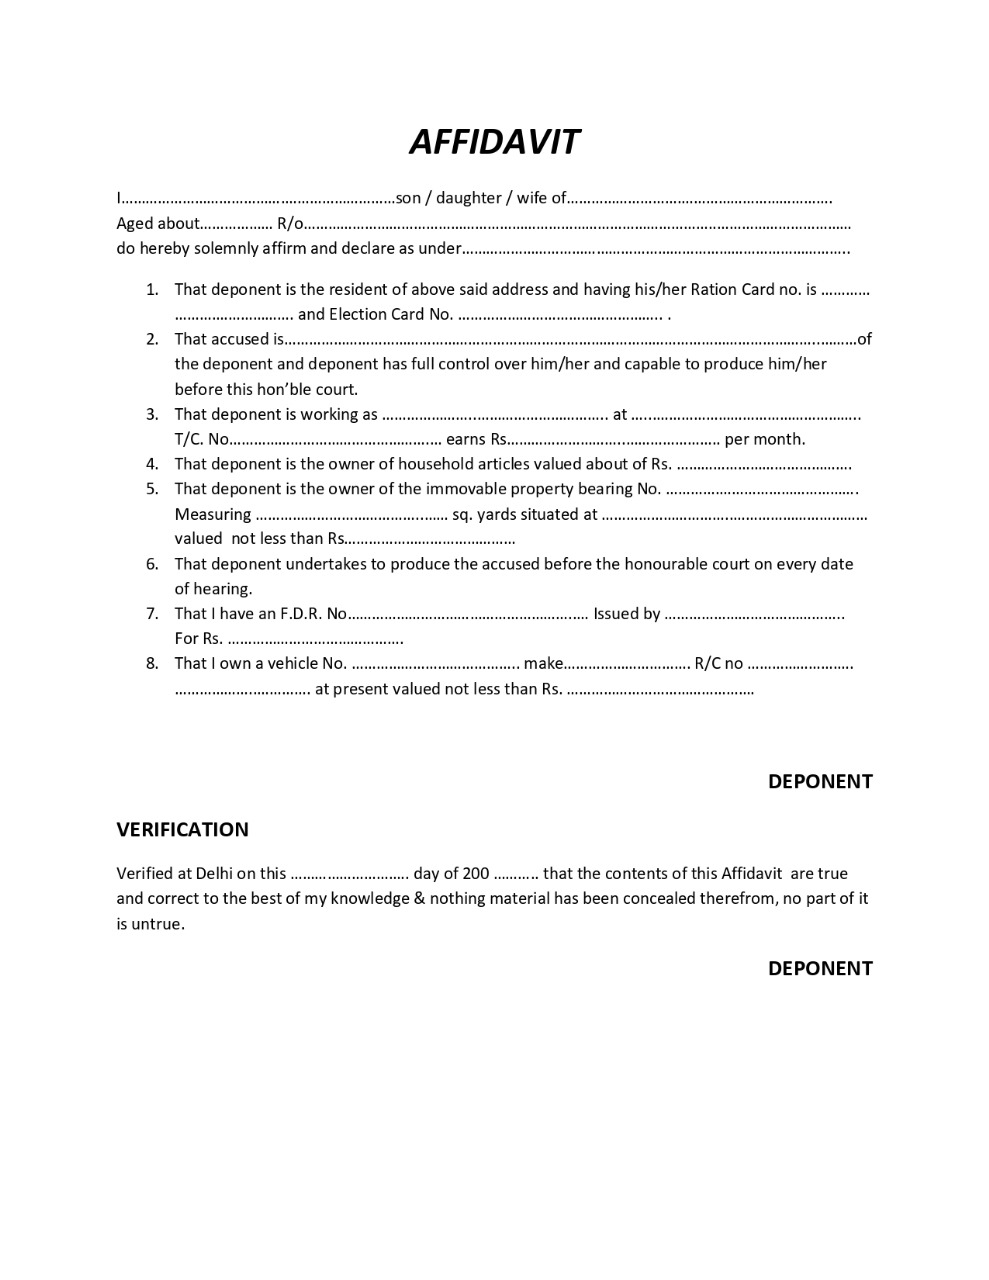 AFFIDAVIT
I…………………………………………………………son / daughter / wife of……………………………………………………….
Aged about……………… R/o………………………………………………………………………………………………………………………
do hereby solemnly affirm and declare as under…………………………………………………………………………………..
1. That deponent is the resident of above said address and having his/her Ration Card no. is …………
……………………….. and Election Card No. ………………………………………….. .
2. That accused is……………………………………………………………………………………………………………………..………of
the deponent and deponent has full control over him/her and capable to produce him/her
before this hon’ble court.
3. That deponent is working as …………………..………………………….. at …..…………………………………………..
T/C. No…………………………………………….. earns Rs………………………..………………….. per month.
4. That deponent is the owner of household articles valued about of Rs. …………………………………….
5. That deponent is the owner of the immovable property bearing No. ………………………………………..
Measuring …………………………………..…… sq. yards situated at …………………………..……………………………
valued  not less than Rs……………………………………
6. That deponent undertakes to produce the accused before the honourable court on every date
of hearing.
7. That I have an F.D.R. No……………………………………………….…. Issued by ……………………………………..
For Rs. …………………………………….
8. That I own a vehicle No. ………………………………….. make…………………………. R/C no ……………………..
……………………………. at present valued not less than Rs. ……………………………………….
DEPONENT
VERIFICATION
Verified at Delhi on this ……………………….. day of 200 ……….. that the contents of this Affidavit  are true
and correct to the best of my knowledge & nothing material has been concealed therefrom, no part of it
is untrue.
DEPONENT